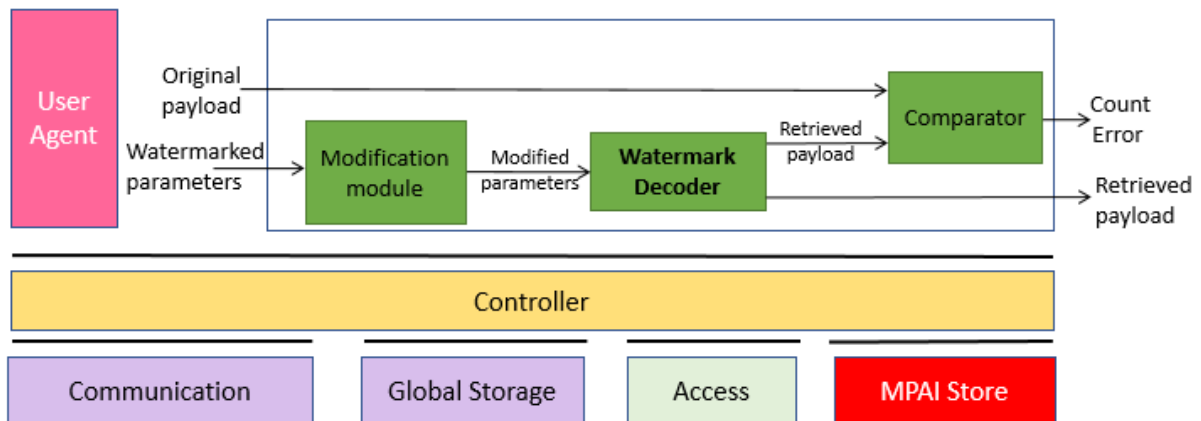 User
Agent
Original
payload
Watermarked
parameters
Modification
module
Modified
parameters
Watermark
Decoder
Retrieved
payload
Comparator
Count
Error
Retrieved
payload
Controller
Communication
Global Storage
Access
MPAI Store